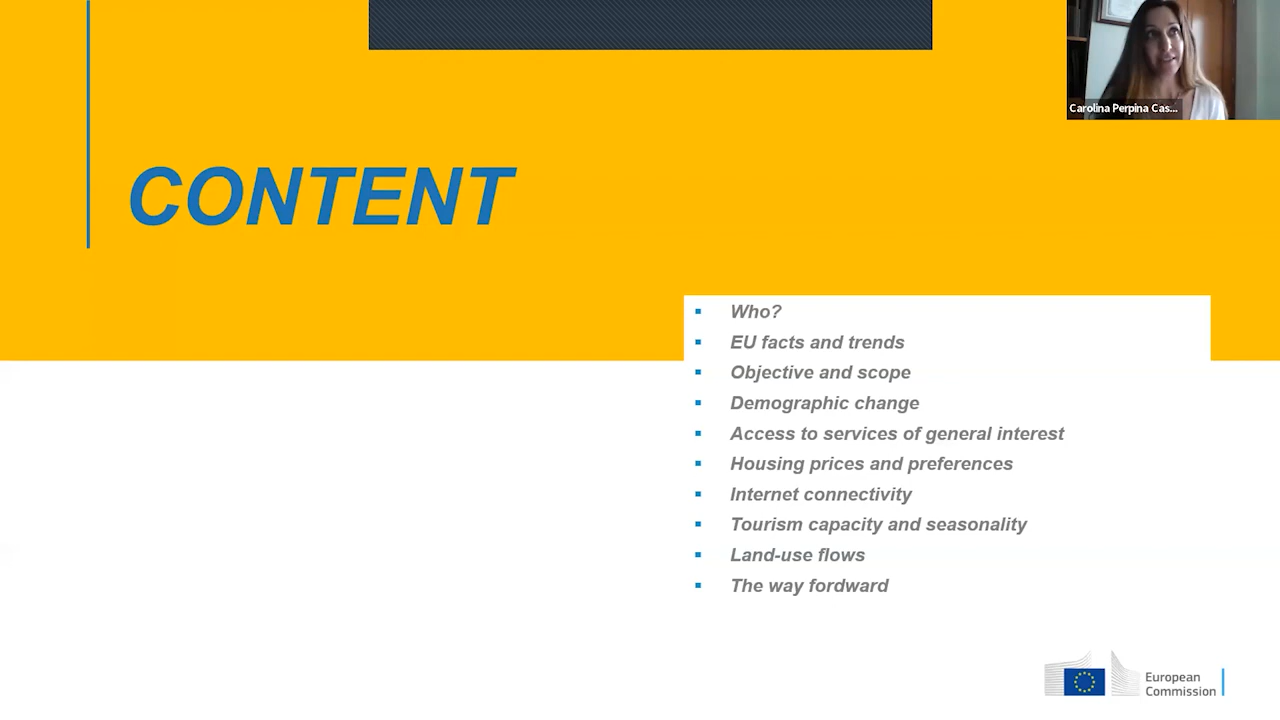 Carolina Perpina Cas...
CONTENT
Who?
EU facts and trends
Objective and scope
Demographic change
Access to services of general interest
Housing prices and preferences
Internet connectivity
Tourism capacity and seasonality
Land-use flows
The way fordward
European
Commission